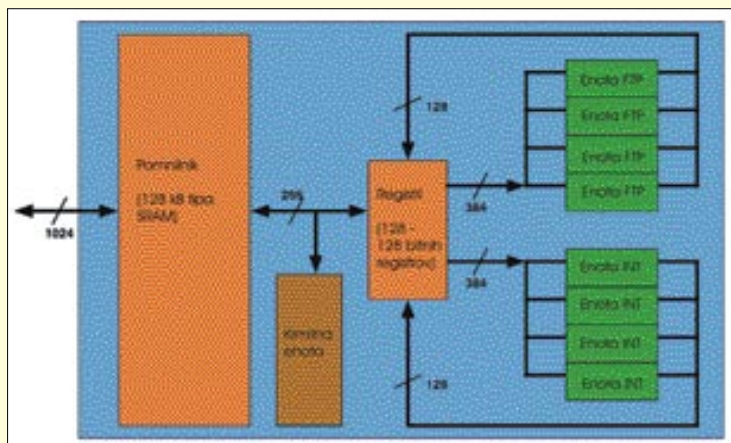 1024
Pomnilnik
(128 kB tipa
SRAM)
256
Krmilna
enota
Registri
(128 -
128 bitnih
registrov)
128
384
384
128
Enota FTP
Enota FTP
Enota FTP
Enota FTP
Enota INT
Enota INT
Enota INT
Enota INT